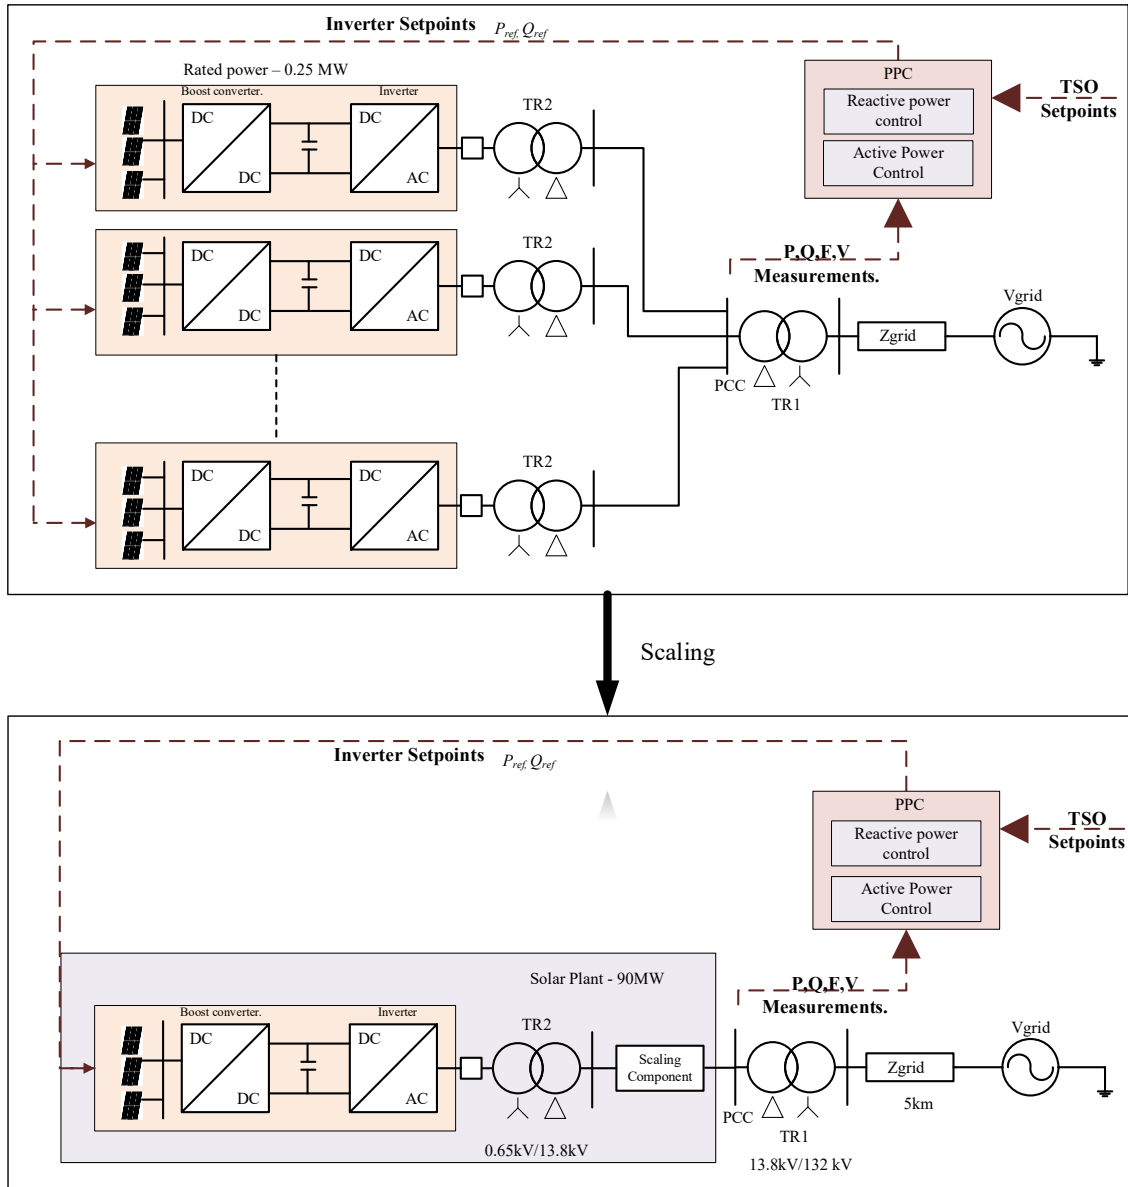 Inverter Setpoints P_ref, Q_ref
Rated power – 0.25 MW
Boost converter.
Inverter
DC
DC
DC
AC
TR2
PPC
Reactive power
control
Active Power
Control
TSO
Setpoints
DC
DC
DC
AC
TR2
P,Q,F,V
Measurements.
Vgrid
Zgrid
PCC
TR1
DC
DC
DC
AC
TR2
Scaling
Inverter Setpoints P_ref, Q_ref
PPC
Reactive power
control
Active Power
Control
TSO
Setpoints
Solar Plant - 90MW
P,Q,F,V
Measurements.
Boost converter.
Inverter
DC
DC
DC
AC
TR2
Scaling
Component
Vgrid
Zgrid
5km
PCC
TR1
0.65kV/13.8kV
13.8kV/132 kV